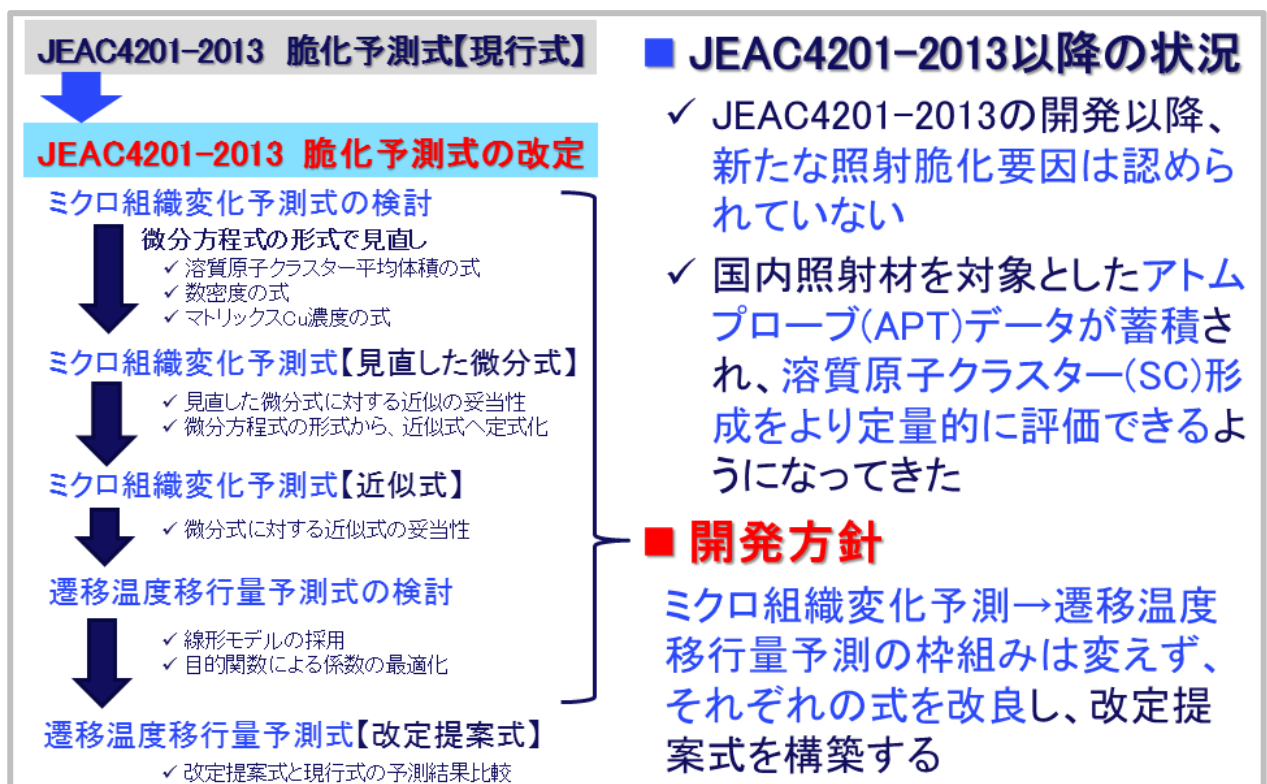 JEAC4201-2013 脆化予測式【現行式】
JEAC4201-2013 脆化予測式の改定
ミクロ組織変化予測式の検討
微分方程式の形式で見直し
✓ 溶質原子クラスター平均体積の式
✓ 数密度の式
✓ マトリックスCu濃度の式
ミクロ組織変化予測式【見直した微分式】
✓ 見直した微分式に対する近似の妥当性
✓ 微分方程式の形式から、近似式へ定式化
ミクロ組織変化予測式【近似式】
✓ 微分式に対する近似式の妥当性
遷移温度移行量予測式の検討
✓ 線形モデルの採用
✓ 目的関数による係数の最適化
遷移温度移行量予測式【改定提案式】
✓ 改定提案式と現行式の予測結果比較
■ JEAC4201-2013以降の状況
✓ JEAC4201-2013の開発以降、
新たな照射脆化要因は認めら
れていない
✓ 国内照射材を対象としたアトム
プローブ(APT)データが蓄積さ
れ、溶質原子クラスター(SC)形
成をより定量的に評価できるよ
うになってきた
■ 開発方針
ミクロ組織変化予測→遷移温度
移行量予測の枠組みは変えず、
それぞれの式を改良し、改定提
案式を構築する